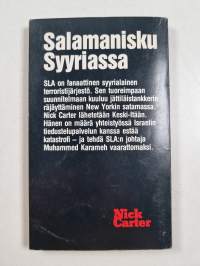 Salamanisku
Syyriassa
SLA on fanaattinen syyrialainen
terroristijärjestö. Sen tuoreimpaan
suunnitelmaan kuuluu jättiläistankkerin
räjäyttäminen New Yorkin satamassa.
Nick Carter lähetetään Keski-Itään.
Hänen on määrä yhteistyössä Israelin
tiedustelupalvelun kanssa estää
katastrofi – ja tehdä SLA:n johtaja
Muhammed Karameh vaarattomaksi.
Nick
Carter